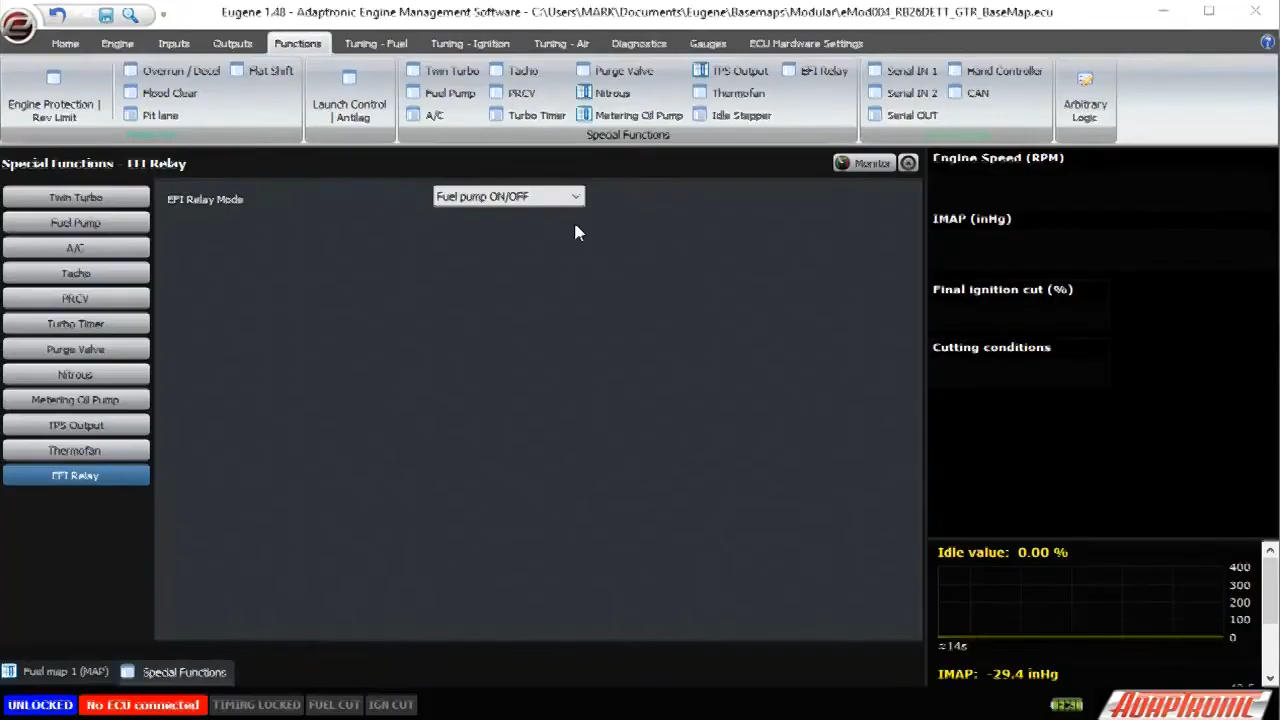 Eugene 1.48 - Adaptronic Engine Management Software - C:\Users\MARK\Documents\Eugene\Basemaps\Modular\eMod004_RB26DETT_GTR_BaseMap.ecu
Home Engine Inputs Outputs Functions Tuning - Fuel Tuning - Ignition Tuning - Air Diagnostics Gauges ECU Hardware Settings
Overrun / Decel Flat Shift Twin Turbo Tacho Purge Valve TPS Output EFI Relay Serial IN 1 Hand Controller
Engine Protection | Rev Limit Flood Clear Launch Control | Antilag Fuel Pump PRCV Nitrous Thermofan Serial IN 2 CAN Arbitrary Logic
Pit lane A/C Turbo Timer Metering Oil Pump Idle Stepper Serial OUT
Special Functions
Special Functions - EFI Relay
Monitor
Engine Speed (RPM)
Twin Turbo
EFI Relay Mode Fuel pump ON/OFF
Fuel Pump
IMAP (inHg)
A/C
Tacho
Final ignition cut (%)
PRCV
Turbo Timer
Purge Valve
Cutting conditions
Nitrous
Metering Oil Pump
TPS Output
Thermofan
EFI Relay
Idle value: 0.00 %
400
300
200
100
0
≈14s
IMAP: -29.4 inHg
Fuel map 1 (MAP) Special Functions
UNLOCKED No ECU connected TIMING LOCKED FUEL CUT IGN CUT
ADAPTRONIC